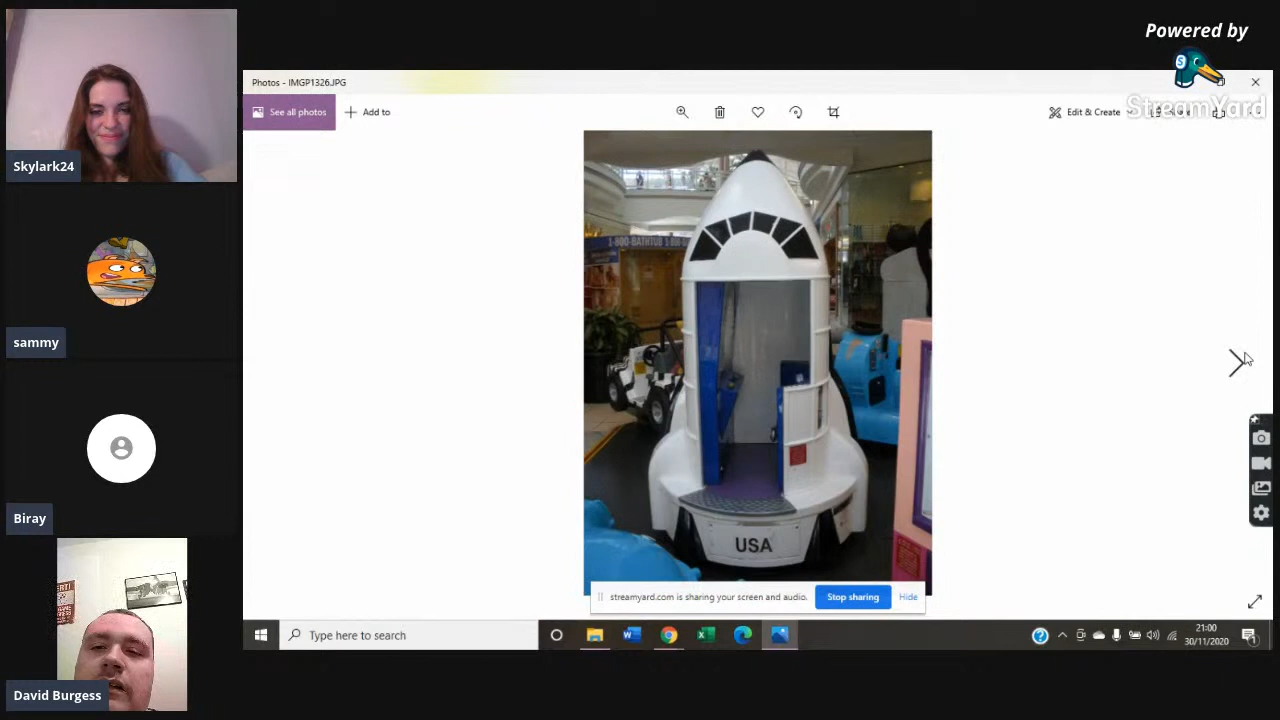 Powered by
StreamYard
Skylark24
sammy
Biray
David Burgess
Photos - IMGP1326.JPG
See all photos
Add to
Edit & Create
1-800-BATHTUB
USA
streamyard.com is sharing your screen and audio.
Stop sharing
Hide
Type here to search
21:00
30/11/2020